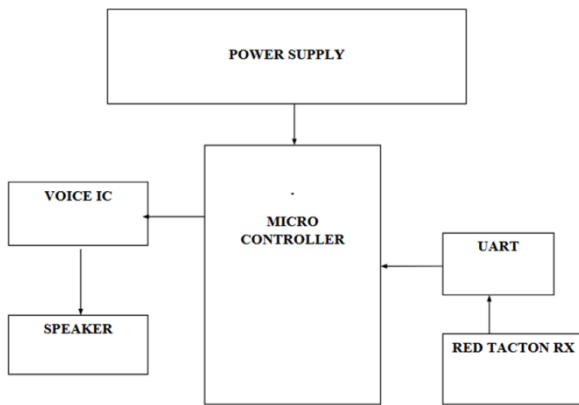 POWER SUPPLY
VOICE IC
MICRO
CONTROLLER
UART
SPEAKER
RED TACTON RX